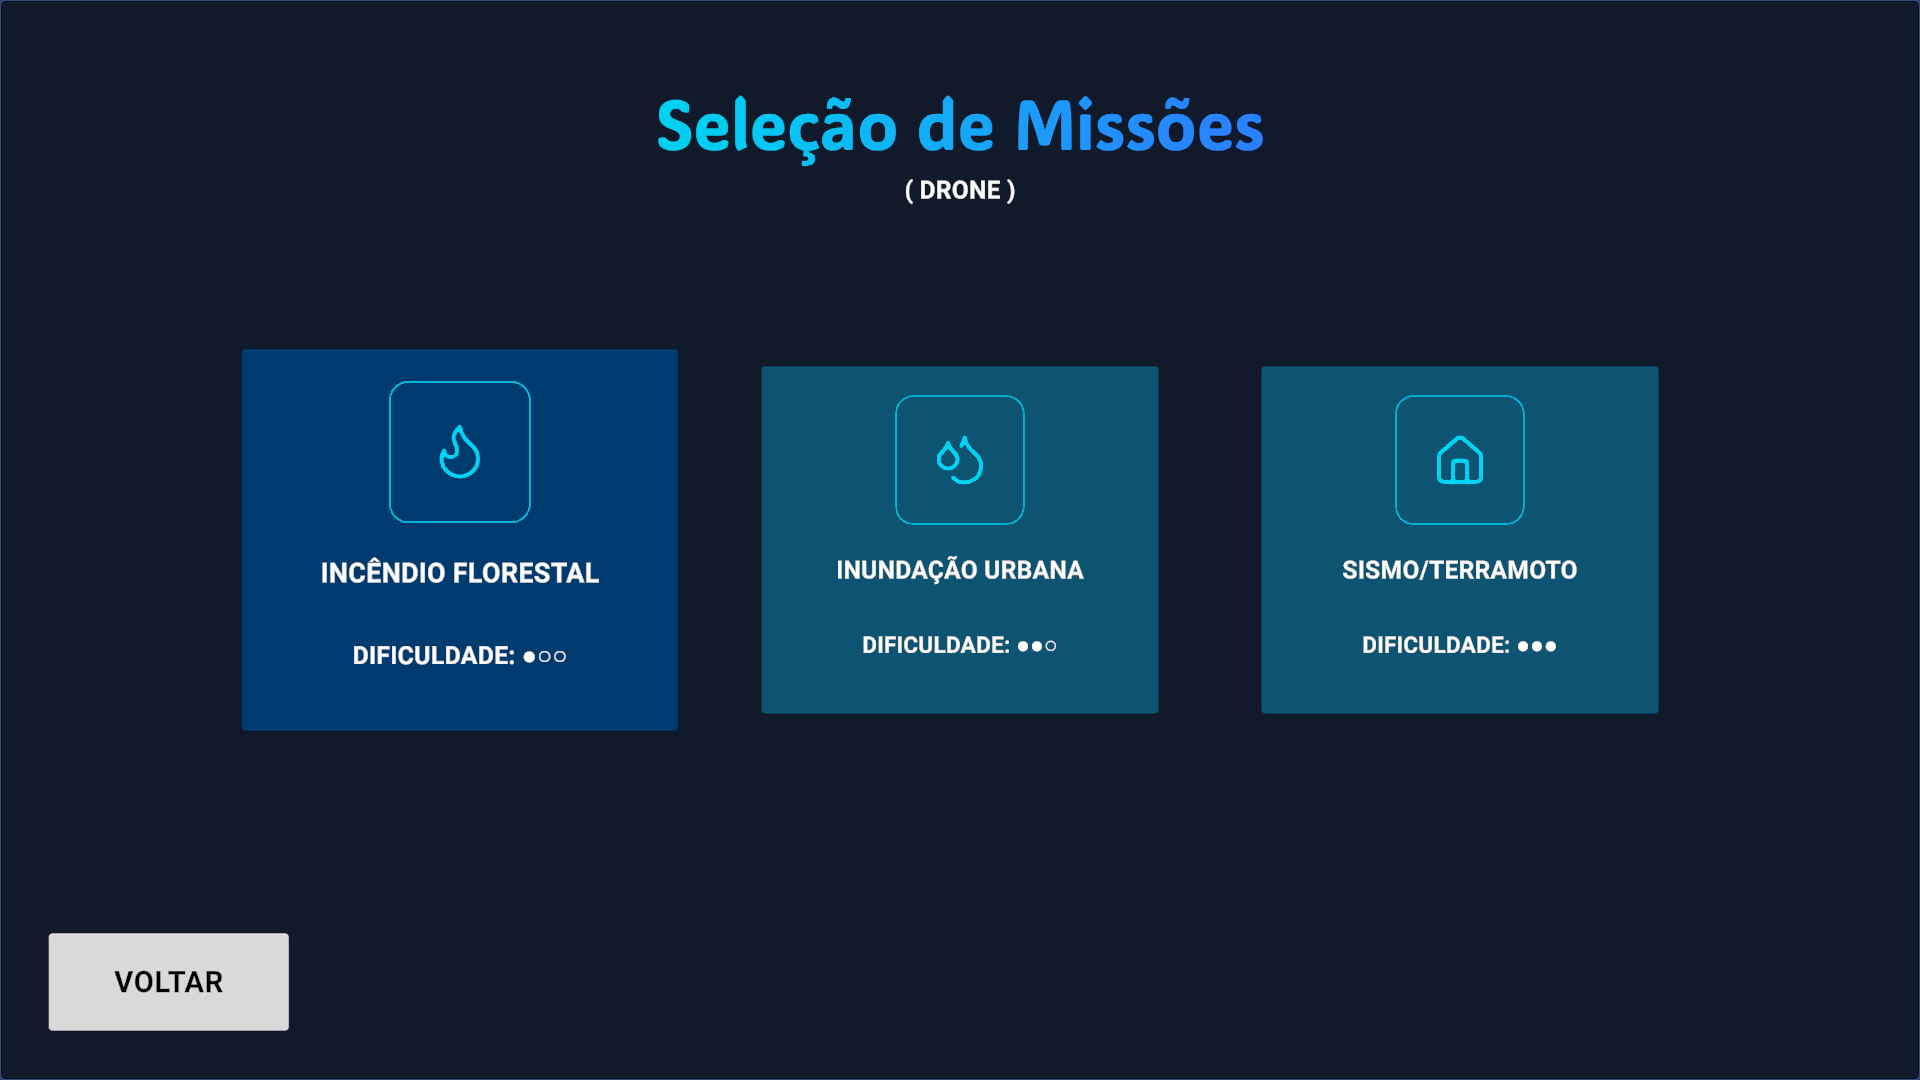 Seleção de Missões
( DRONE )
INCÊNDIO FLORESTAL
DIFICULDADE: ●○○
INUNDAÇÃO URBANA
DIFICULDADE: ●●○
SISMO/TERRAMOTO
DIFICULDADE: ●●●
VOLTAR